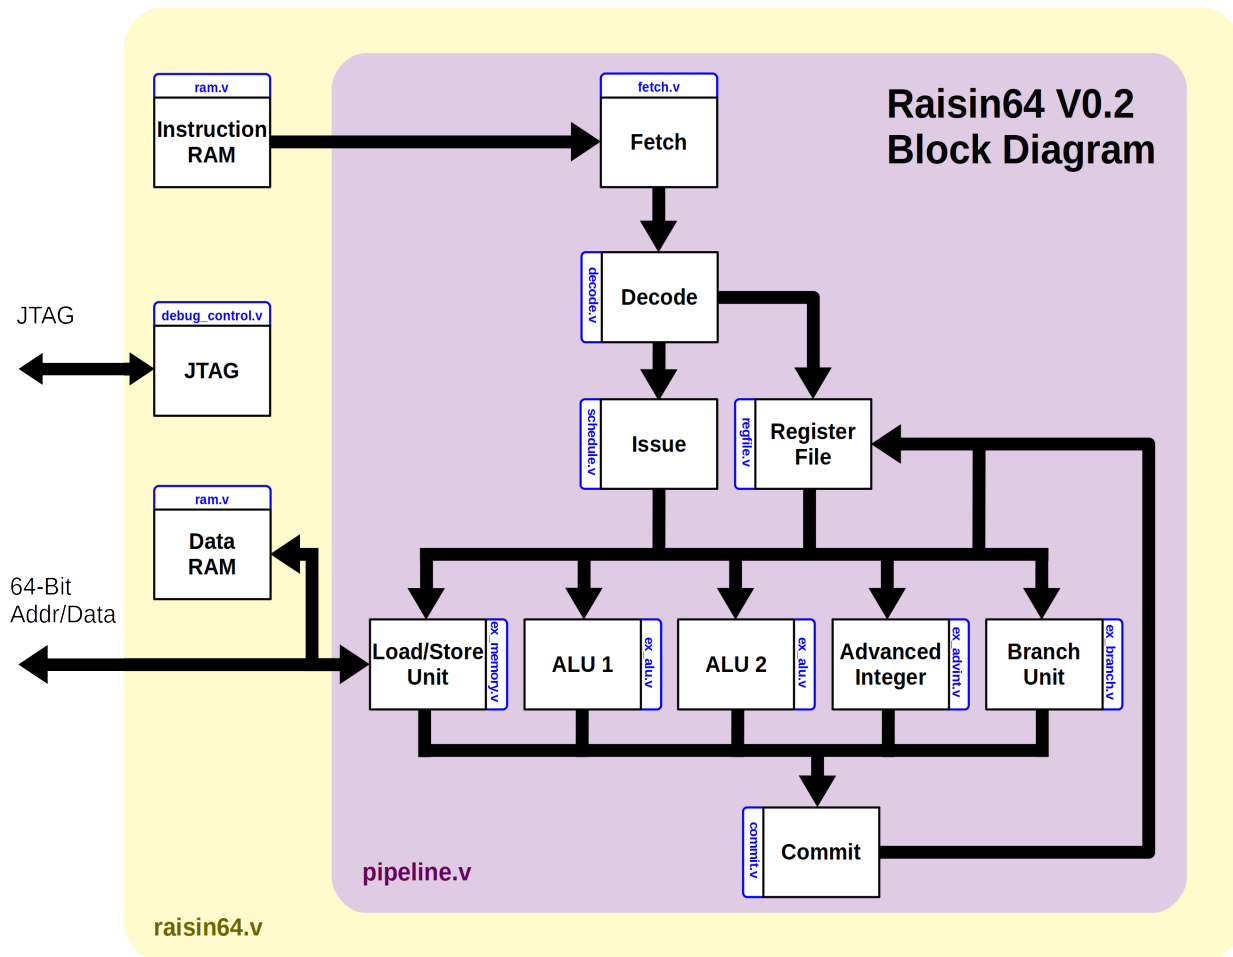 Raisin64 V0.2
Block Diagram
ram.v
Instruction
RAM
fetch.v
Fetch
decode.v
Decode
JTAG
debug_control.v
JTAG
schedule.v
Issue
regfile.v
Register
File
ram.v
Data
RAM
64-Bit
Addr/Data
Load/Store
Unit
ex_memory.v
ALU 1
ex_alu.v
ALU 2
ex_alu.v
Advanced
Integer
ex_advint.v
Branch
Unit
ex_branch.v
commit.v
Commit
pipeline.v
raisin64.v